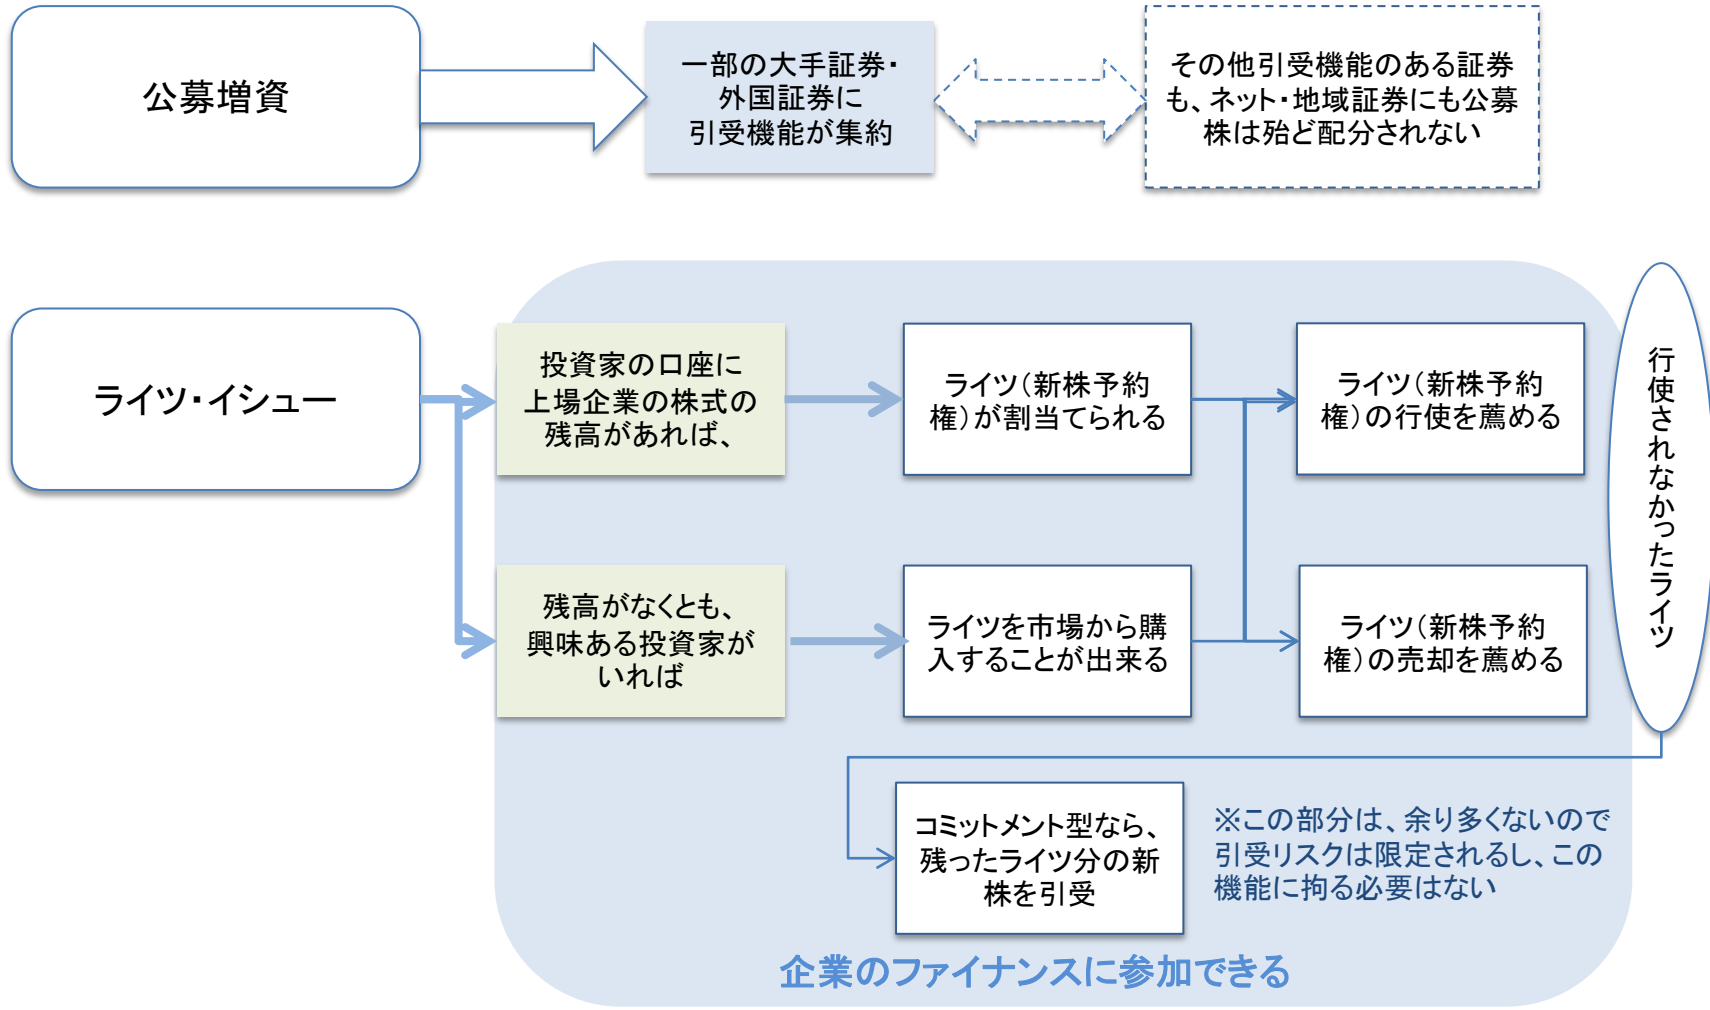 公募増資
一部の大手証券・
外国証券に
引受機能が集約
その他引受機能のある証券
も、ネット・地域証券にも公募
株は殆ど配分されない
ライツ・イシュー
投資家の口座に
上場企業の株式の
残高があれば、
ライツ（新株予約
権）が割当てられる
ライツ（新株予約
権）の行使を薦める
行使されなかったライツ
残高がなくとも、
興味ある投資家が
いれば
ライツを市場から購
入することが出来る
ライツ（新株予約
権）の売却を薦める
コミットメント型なら、
残ったライツ分の新
株を引受
※この部分は、余り多くないので
引受リスクは限定されるし、この
機能に拘る必要はない
企業のファイナンスに参加できる